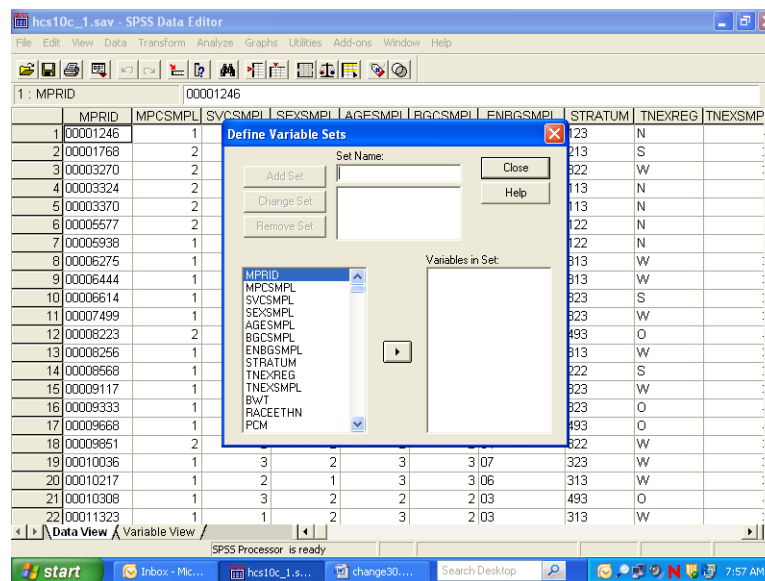 hcs10c_1.sav - SPSS Data Editor
File Edit View Data Transform Analyze Graphs Utilities Add-ons Window Help
1 : MPRID 00001246
MPRID MPCSMPL SVCSMPL SEXSMPL AGESMPL BGCSMPL ENBGSMPL STRATUM TNEXREG TNEXSMP
1 00001246 1 123 N
2 00001768 2 213 S
3 00003270 2 322 W
4 00003324 2 113 N
5 00003370 2 113 N
6 00005577 2 122 N
7 00005938 1 122 N
8 00006275 1 313 W
9 00006444 1 313 W
10 00006614 1 323 S
11 00007499 1 323 W
12 00008223 2 493 O
13 00008256 1 313 W
14 00008568 1 222 S
15 00009117 1 323 W
16 00009333 1 323 O
17 00009668 1 493 O
18 00009851 2 322 W
19 00010036 1 3 2 3 3 07 323 W
20 00010217 1 2 1 3 3 06 313 W
21 00010308 1 3 2 2 2 03 493 O
22 00011323 1 1 2 3 2 03 313 W
Define Variable Sets
Set Name:
Add Set
Change Set
Remove Set
Close
Help
Variables in Set:
MPRID
MPCSMPL
SVCSMPL
SEXSMPL
AGESMPL
BGCSMPL
ENBGSMPL
STRATUM
TNEXREG
TNEXSMPL
BWT
RACEETHN
PCM
Data View Variable View
SPSS Processor is ready
start Inbox - Mic... hcs10c_1.s... change30.... Search Desktop 7:57 AM